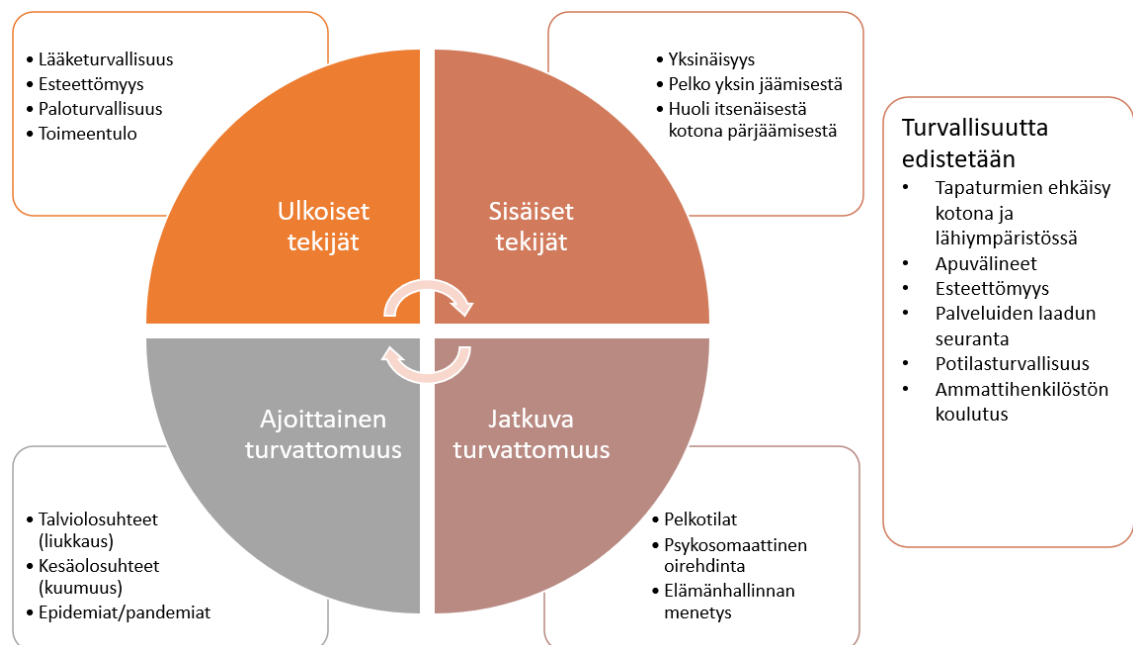 • Lääketurvallisuus
• Esteettömyys
• Paloturvallisuus
• Toimeentulo
• Yksinäisyys
• Pelko yksin jäämisestä
• Huoli itsenäisestä
kotona pärjäämisestä
Ulkoiset
tekijät
Sisäiset
tekijät
Ajoittainen
turvattomuus
Jatkuva
turvattomuus
• Talviolosuhteet
(liukkaus)
• Kesäolosuhteet
(kuumuus)
• Epidemiat/pandemiat
• Pelkotilat
• Psykosomaattinen
oirehdinta
• Elämänhallinnan
menetys
Turvallisuutta
edistetään
• Tapaturmien ehkäisy
kotona ja
lähiympäristössä
• Apuvälineet
• Esteettömyys
• Palveluiden laadun
seuranta
• Potilasturvallisuus
• Ammattihenkilöstön
koulutus